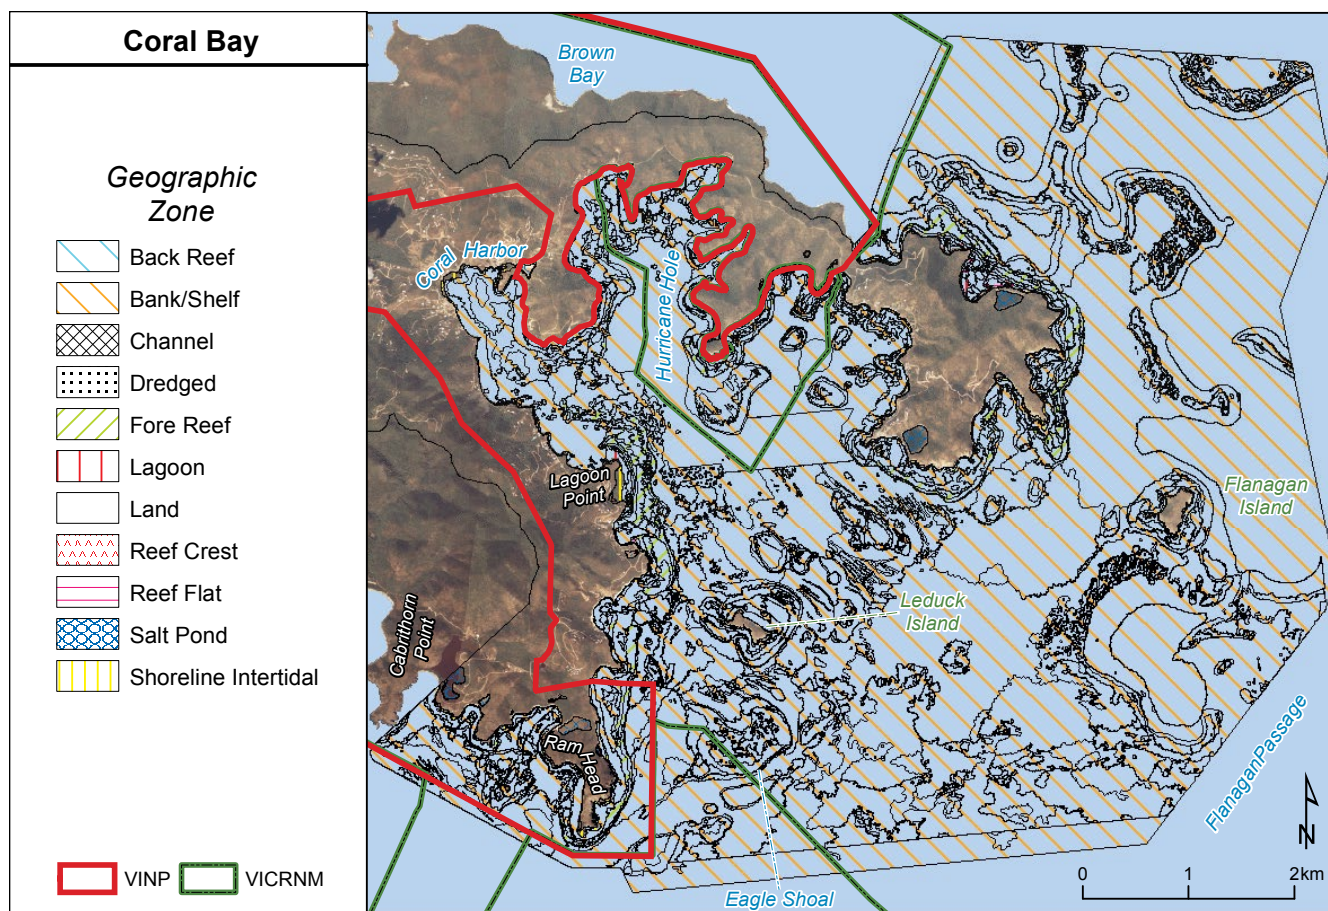 Coral Bay
Geographic
Zone
Back Reef
Bank/Shelf
Channel
Dredged
Fore Reef
Lagoon
Land
Reef Crest
Reef Flat
Salt Pond
Shoreline Intertidal
VINP
VICRNM
Brown
Bay
Coral Harbor
Hurricane Hole
Lagoon
Point
Flanagan
Island
Leduck
Island
Cabrithorn
Point
Ram Head
FlanaganPassage
Eagle Shoal
N
0 1 2km